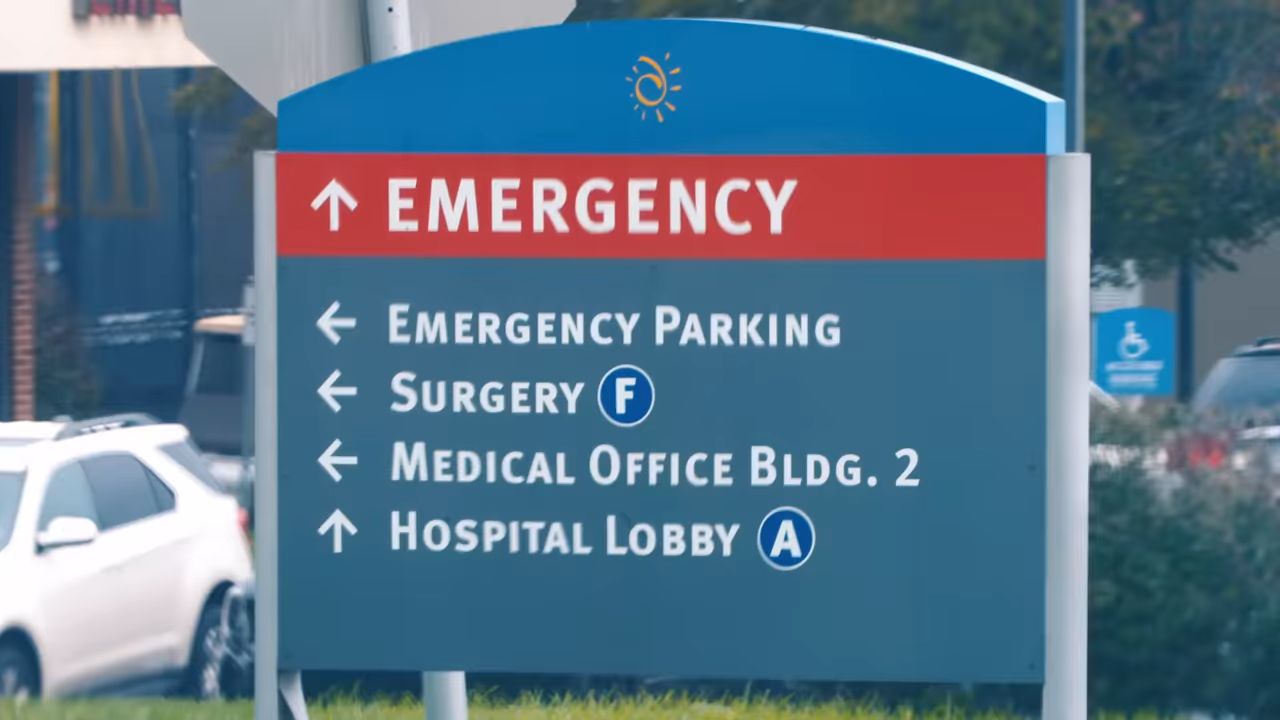 ↑ EMERGENCY
← EMERGENCY PARKING
← SURGERY F
← MEDICAL OFFICE BLDG. 2
↑ HOSPITAL LOBBY A